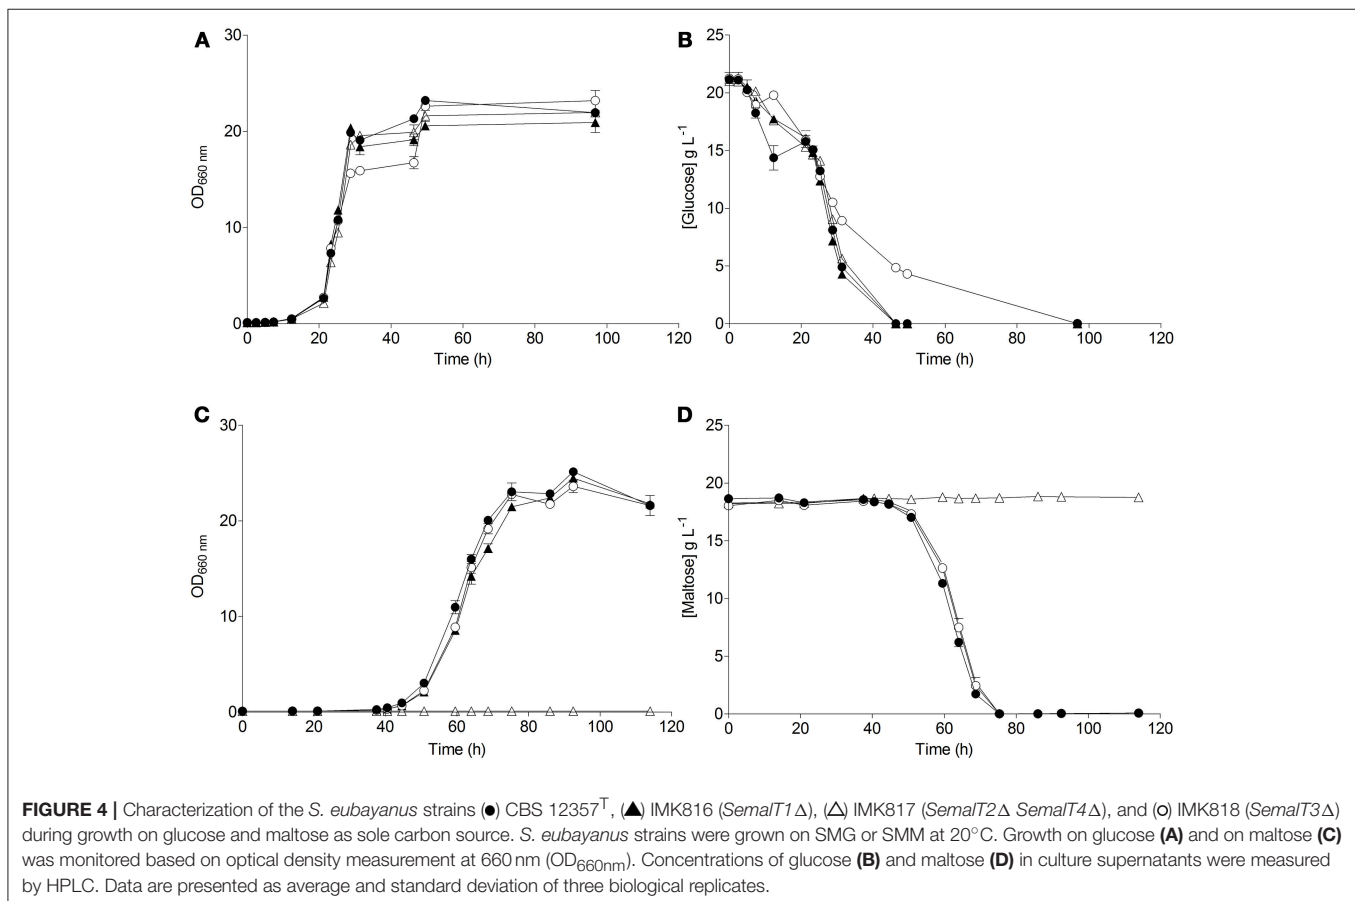 A
30
20
10
0
OD660 nm
0 20 40 60 80 100 120
Time (h)
B
25
20
15
10
5
0
[Glucose] g L-1
0 20 40 60 80 100 120
Time (h)
C
30
20
10
0
OD660 nm
0 20 40 60 80 100 120
Time (h)
D
25
20
15
10
5
0
[Maltose] g L-1
0 20 40 60 80 100 120
Time (h)
FIGURE 4 | Characterization of the S. eubayanus strains (●) CBS 12357T, (▲) IMK816 (SemalT1Δ), (△) IMK817 (SemalT2Δ SemalT4Δ), and (○) IMK818 (SemalT3Δ)
during growth on glucose and maltose as sole carbon source. S. eubayanus strains were grown on SMG or SMM at 20°C. Growth on glucose (A) and on maltose (C)
was monitored based on optical density measurement at 660 nm (OD660nm). Concentrations of glucose (B) and maltose (D) in culture supernatants were measured
by HPLC. Data are presented as average and standard deviation of three biological replicates.